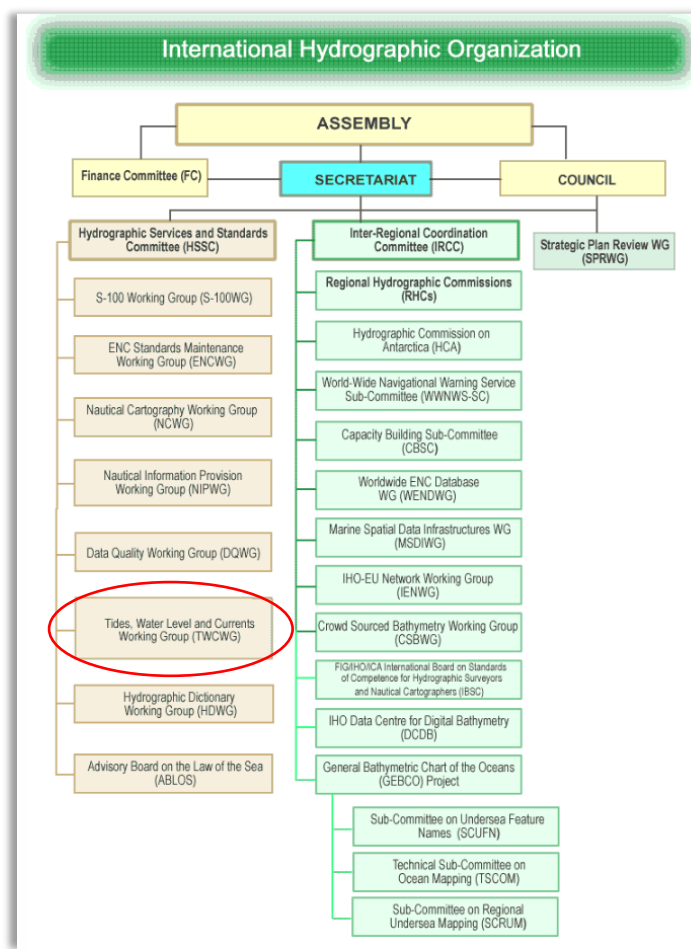 International Hydrographic Organization
ASSEMBLY
Finance Committee (FC)
SECRETARIAT
COUNCIL
Hydrographic Services and Standards
Committee (HSSC)
S-100 Working Group (S-100WG)
ENC Standards Maintenance
Working Group (ENCWG)
Nautical Cartography Working Group
(NCWG)
Nautical Information Provision
Working Group (NIPWG)
Data Quality Working Group (DQWG)
Tides, Water Level and Currents
Working Group (TWCWG)
Hydrographic Dictionary
Working Group (HDWG)
Advisory Board on the Law of the Sea
(ABLOS)
Inter-Regional Coordination
Committee (IRCC)
Regional Hydrographic Commissions
(RHCs)
Hydrographic Commission on
Antarctica (HCA)
World-Wide Navigational Warning Service
Sub-Committee (WWNWS-SC)
Capacity Building Sub-Committee
(CBSC)
Worldwide ENC Database
WG (WENDWG)
Marine Spatial Data Infrastructures WG
(MSDIWG)
IHO-EU Network Working Group
(IENWG)
Crowd Sourced Bathymetry Working Group
(CSBWG)
FIG/IHO/ICA International Board on Standards
of Competence for Hydrographic Surveyors
and Nautical Cartographers (IBSC)
IHO Data Centre for Digital Bathymetry
(DCDB)
General Bathymetric Chart of the Oceans
(GEBCO) Project
Sub-Committee on Undersea Feature
Names (SCUFN)
Technical Sub-Committee on
Ocean Mapping (TSCOM)
Sub-Committee on Regional
Undersea Mapping (SCRUM)
Strategic Plan Review WG
(SPRWG)